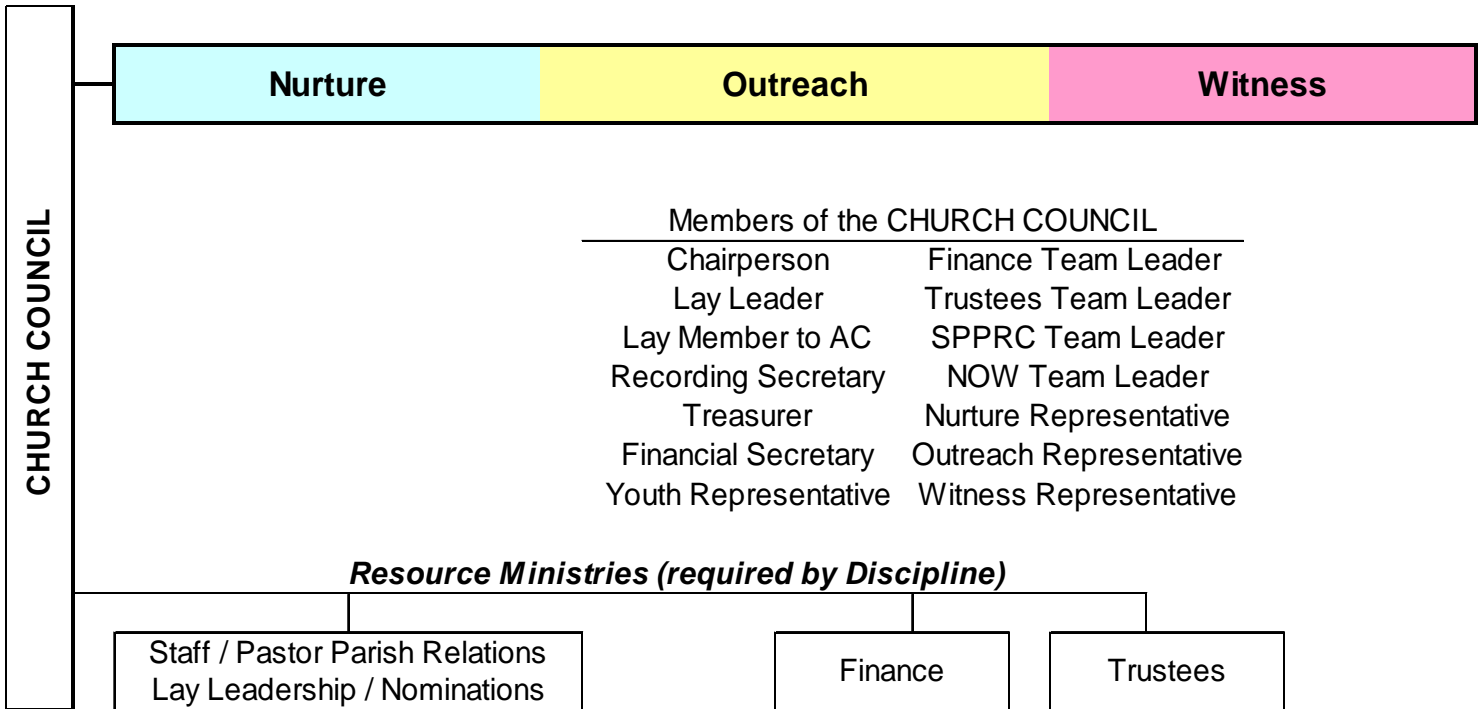 CHURCH COUNCIL
Nurture Outreach Witness
Members of the CHURCH COUNCIL
Chairperson Finance Team Leader
Lay Leader Trustees Team Leader
Lay Member to AC SPPRC Team Leader
Recording Secretary NOW Team Leader
Treasurer Nurture Representative
Financial Secretary Outreach Representative
Youth Representative Witness Representative
Resource Ministries (required by Discipline)
Staff / Pastor Parish Relations
Lay Leadership / Nominations
Finance
Trustees